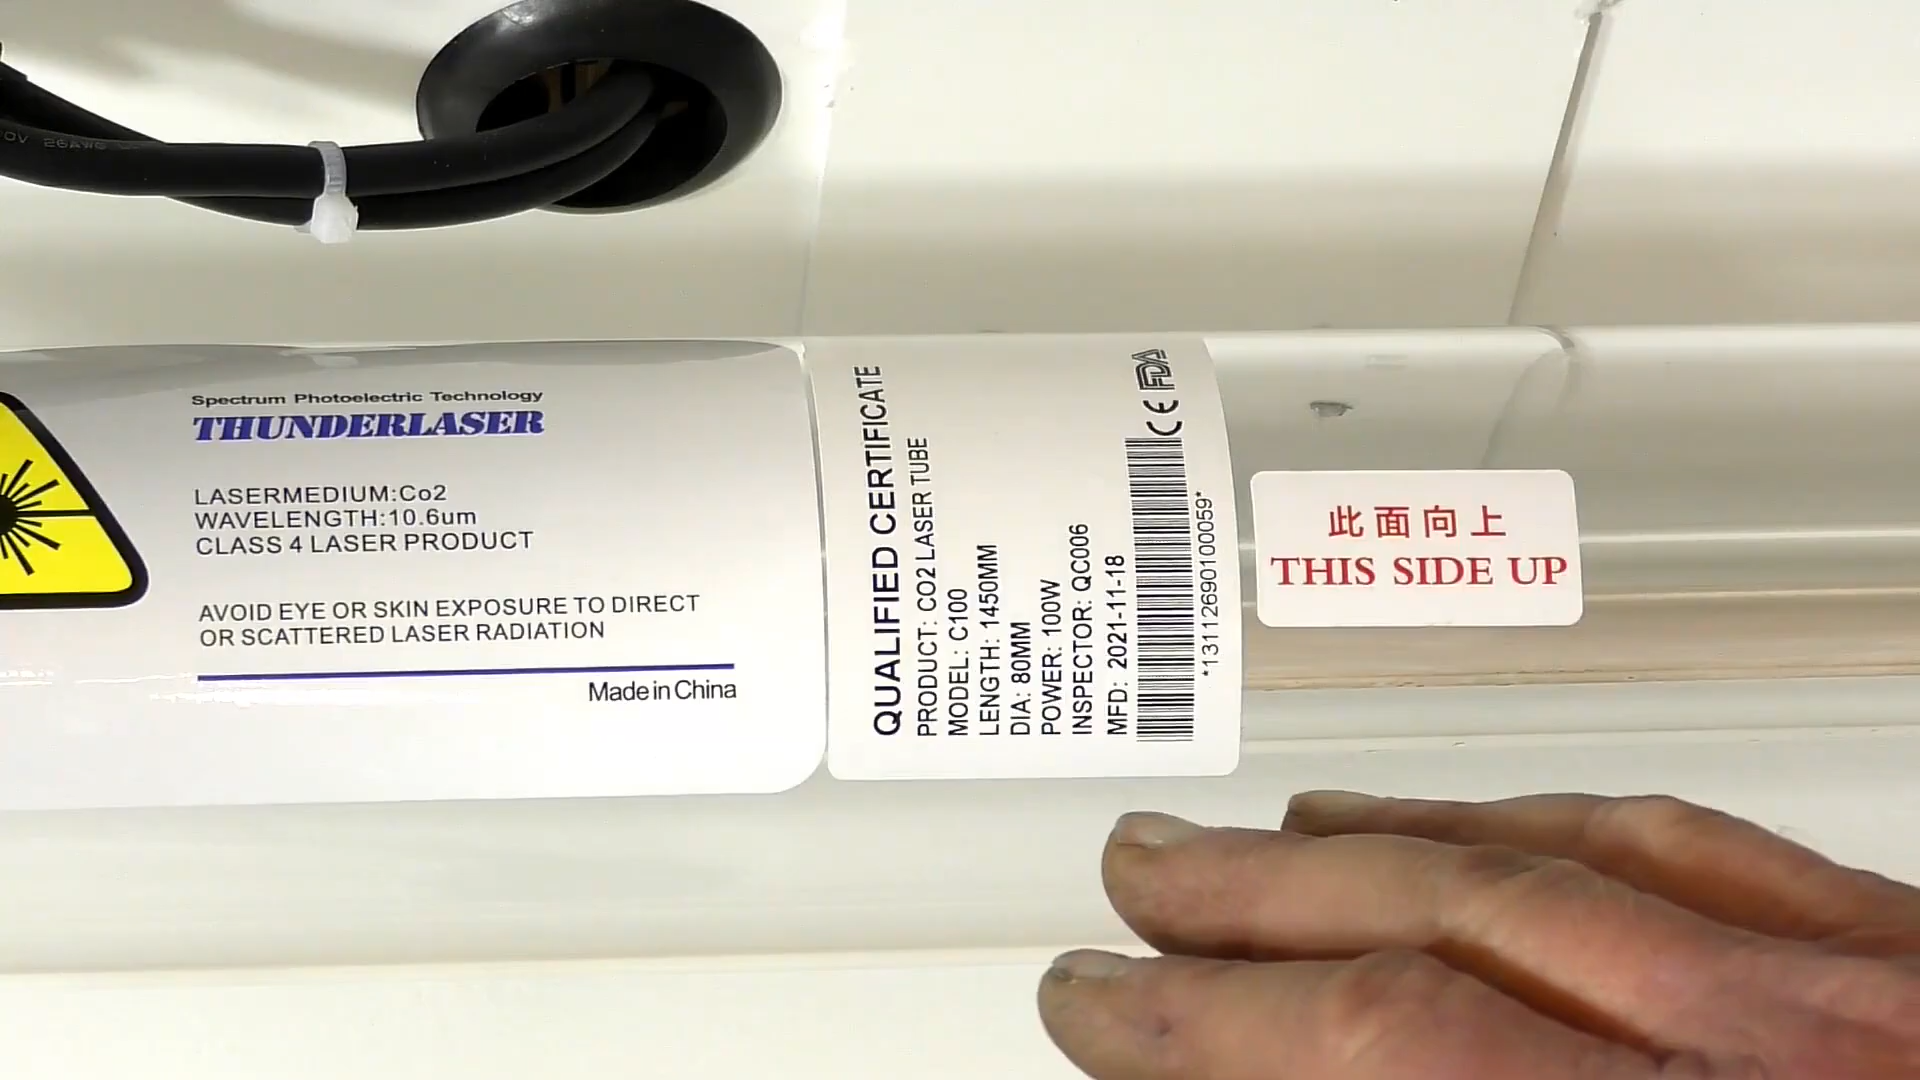 Spectrum Photoelectric Technology
THUNDERLASER
LASERMEDIUM:Co2
WAVELENGTH:10.6um
CLASS 4 LASER PRODUCT
AVOID EYE OR SKIN EXPOSURE TO DIRECT
OR SCATTERED LASER RADIATION
Made in China
QUALIFIED CERTIFICATE
PRODUCT: CO2 LASER TUBE
MODEL: C100
LENGTH: 1450MM
DIA: 80MM
POWER: 100W
INSPECTOR: QC006
MFD: 2021-11-18
CE FDA
*13112690100059*
此面向上
THIS SIDE UP